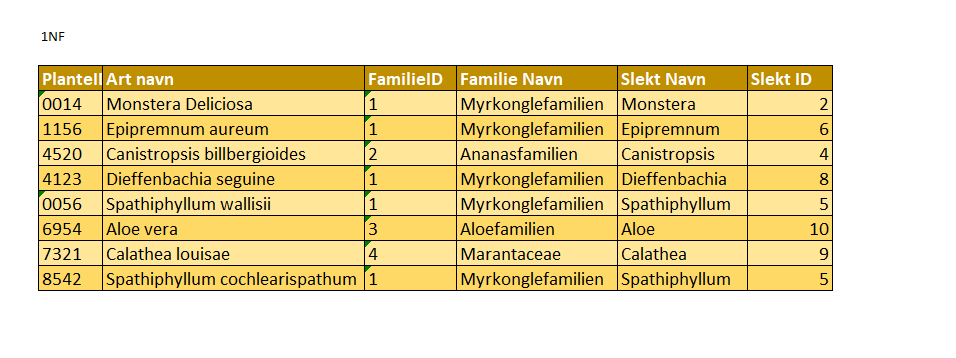 1NF
PlanteI Art navn FamilieID Familie Navn Slekt Navn Slekt ID
0014 Monstera Deliciosa 1 Myrkonglefamilien Monstera 2
1156 Epipremnum aureum 1 Myrkonglefamilien Epipremnum 6
4520 Canistropsis billbergioides 2 Ananasfamilien Canistropsis 4
4123 Dieffenbachia seguine 1 Myrkonglefamilien Dieffenbachia 8
0056 Spathiphyllum wallisii 1 Myrkonglefamilien Spathiphyllum 5
6954 Aloe vera 3 Aloefamilien Aloe 10
7321 Calathea louisae 4 Marantaceae Calathea 9
8542 Spathiphyllum cochlearispathum 1 Myrkonglefamilien Spathiphyllum 5